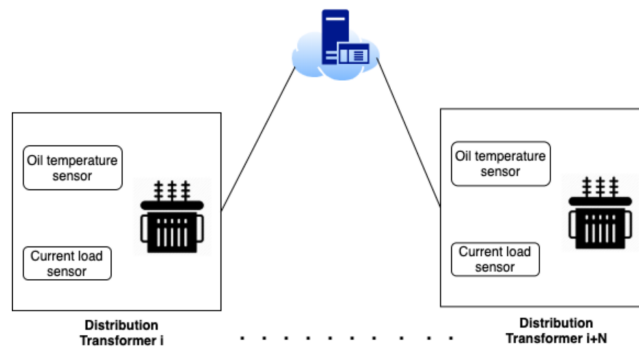 Oil temperature
sensor
Current load
sensor
Distribution
Transformer i
Oil temperature
sensor
Current load
sensor
Distribution
Transformer i+N